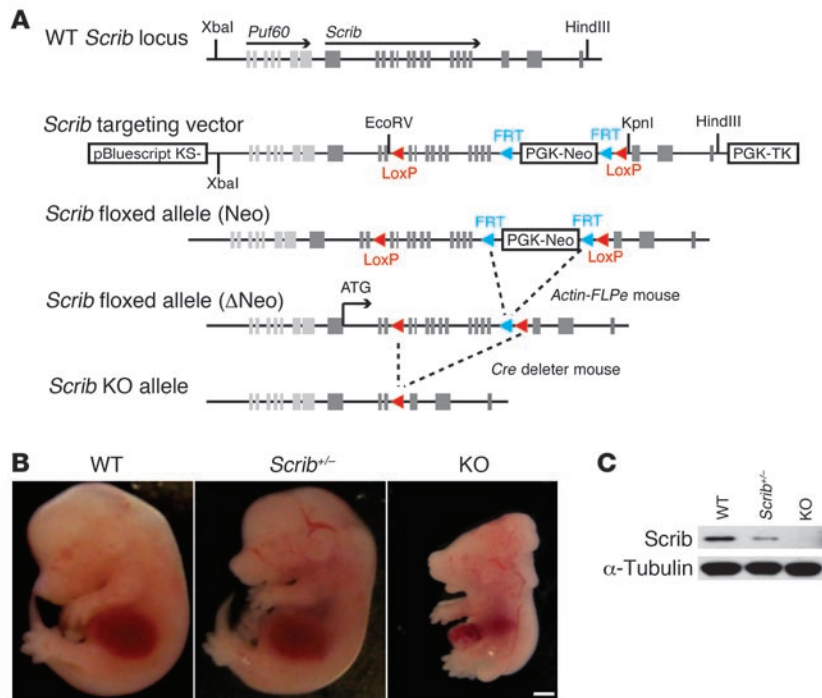 A
WT Scrib locus
XbaI Puf60 Scrib HindIII
Scrib targeting vector
EcoRV FRT FRT KpnI HindIII
pBluescript KS- PGK-Neo PGK-TK
XbaI LoxP LoxP
Scrib floxed allele (Neo)
FRT FRT
PGK-Neo
LoxP LoxP
Scrib floxed allele (ΔNeo)
ATG Actin-FLPe mouse
Scrib KO allele
Cre deleter mouse
B
WT Scrib+/− KO
C
WT Scrib+/− KO
Scrib
α-Tubulin